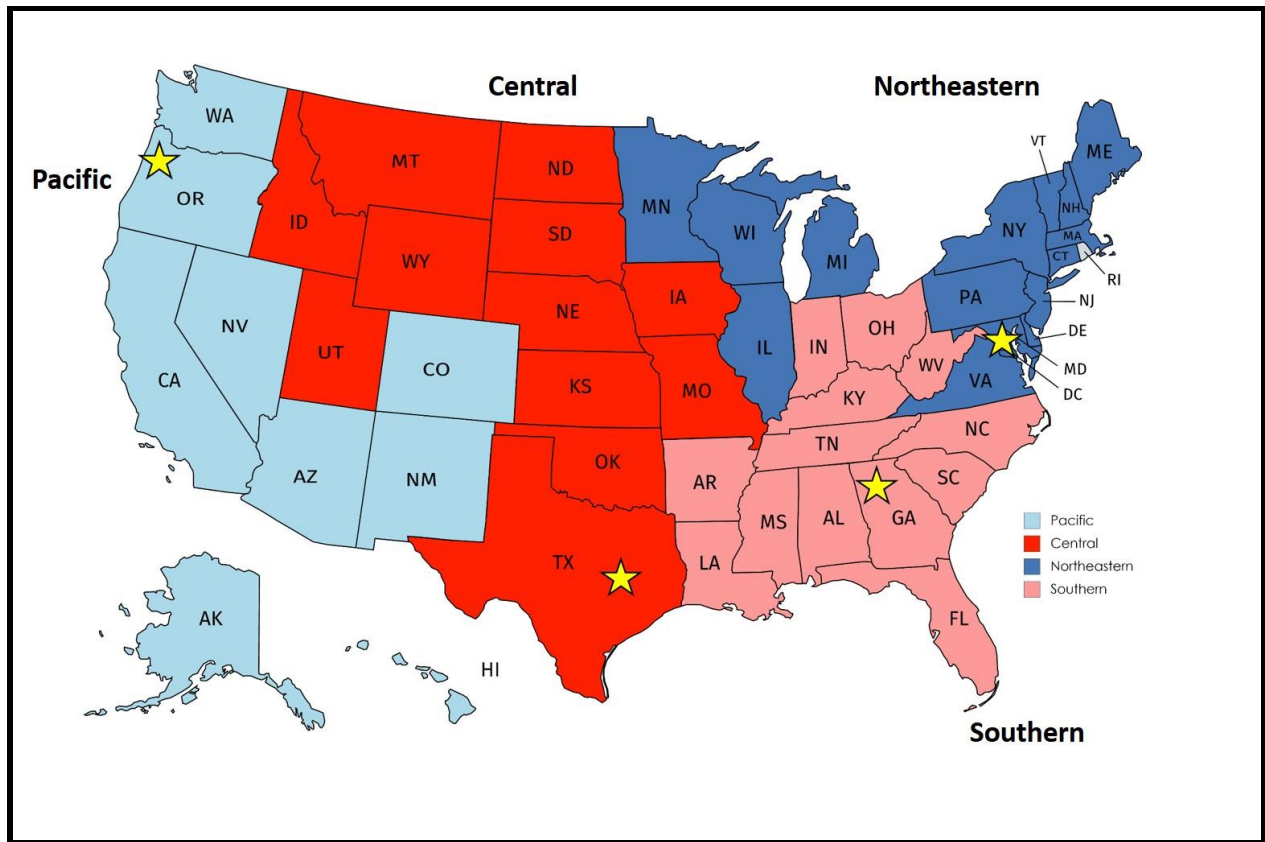 Central
Northeastern
Pacific
WA
OR
CA
NV
ID
MT
WY
UT
CO
AZ
NM
ND
SD
NE
KS
OK
TX
MN
IA
MO
WI
IL
MI
IN
OH
KY
WV
TN
AR
LA
MS
AL
GA
FL
SC
NC
VA
PA
NY
VT
NH
ME
MA
CT
RI
NJ
DE
MD
DC
AK
HI
Pacific
Central
Northeastern
Southern
Southern